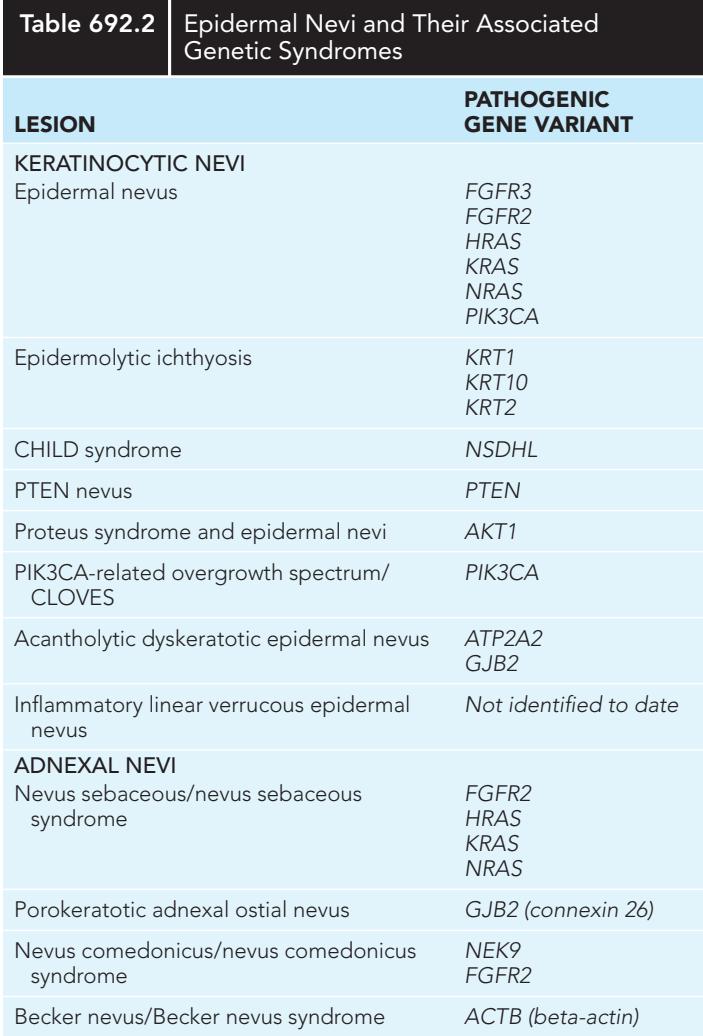 Table 692.2 Epidermal Nevi and Their Associated
Genetic Syndromes
LESION PATHOGENIC
GENE VARIANT
KERATINOCYTIC NEVI
Epidermal nevus FGFR3
FGFR2
HRAS
KRAS
NRAS
PIK3CA
Epidermolytic ichthyosis KRT1
KRT10
KRT2
CHILD syndrome NSDHL
PTEN nevus PTEN
Proteus syndrome and epidermal nevi AKT1
PIK3CA-related overgrowth spectrum/ PIK3CA
CLOVES
Acantholytic dyskeratotic epidermal nevus ATP2A2
GJB2
Inflammatory linear verrucous epidermal Not identified to date
nevus
ADNEXAL NEVI
Nevus sebaceous/nevus sebaceous FGFR2
syndrome HRAS
KRAS
NRAS
Porokeratotic adnexal ostial nevus GJB2 (connexin 26)
Nevus comedonicus/nevus comedonicus NEK9
syndrome FGFR2
Becker nevus/Becker nevus syndrome ACTB (beta-actin)